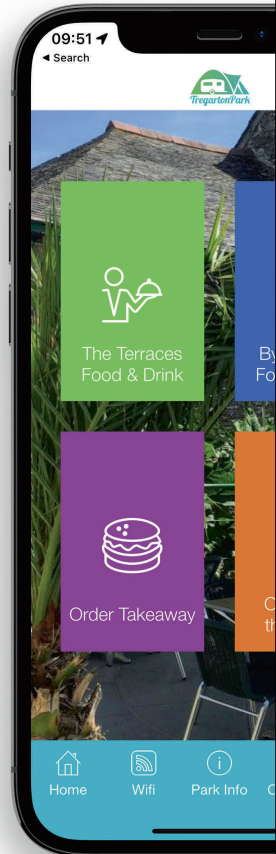 09:51
◀ Search
TregartonPark
The Terraces
Food & Drink
By
Fo
Order Takeaway
C
th
Home
Wifi
Park Info
C